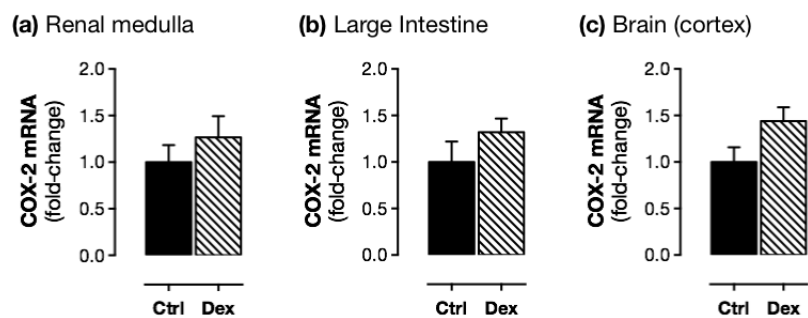 (a) Renal medulla
(b) Large Intestine
(c) Brain (cortex)
COX-2 mRNA
(fold-change)
2.0
1.5
1.0
0.5
0.0
Ctrl Dex
COX-2 mRNA
(fold-change)
2.0
1.5
1.0
0.5
0.0
Ctrl Dex
COX-2 mRNA
(fold-change)
2.0
1.5
1.0
0.5
0.0
Ctrl Dex